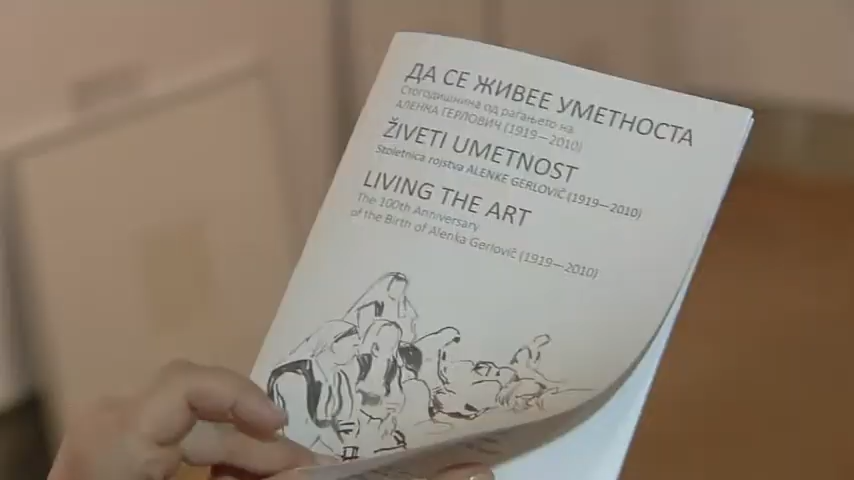 ДА СЕ ЖИВЕЕ УМЕТНОСТА
Стогодишнина од раѓањето на
АЛЕНКА ГЕРЛОВИЧ (1919—2010)
ŽIVETI UMETNOST
Stoletnica rojstva ALENKE GERLOVIČ (1919—2010)
LIVING THE ART
The 100th Anniversary
of the Birth of Alenka Gerlovič (1919—2010)